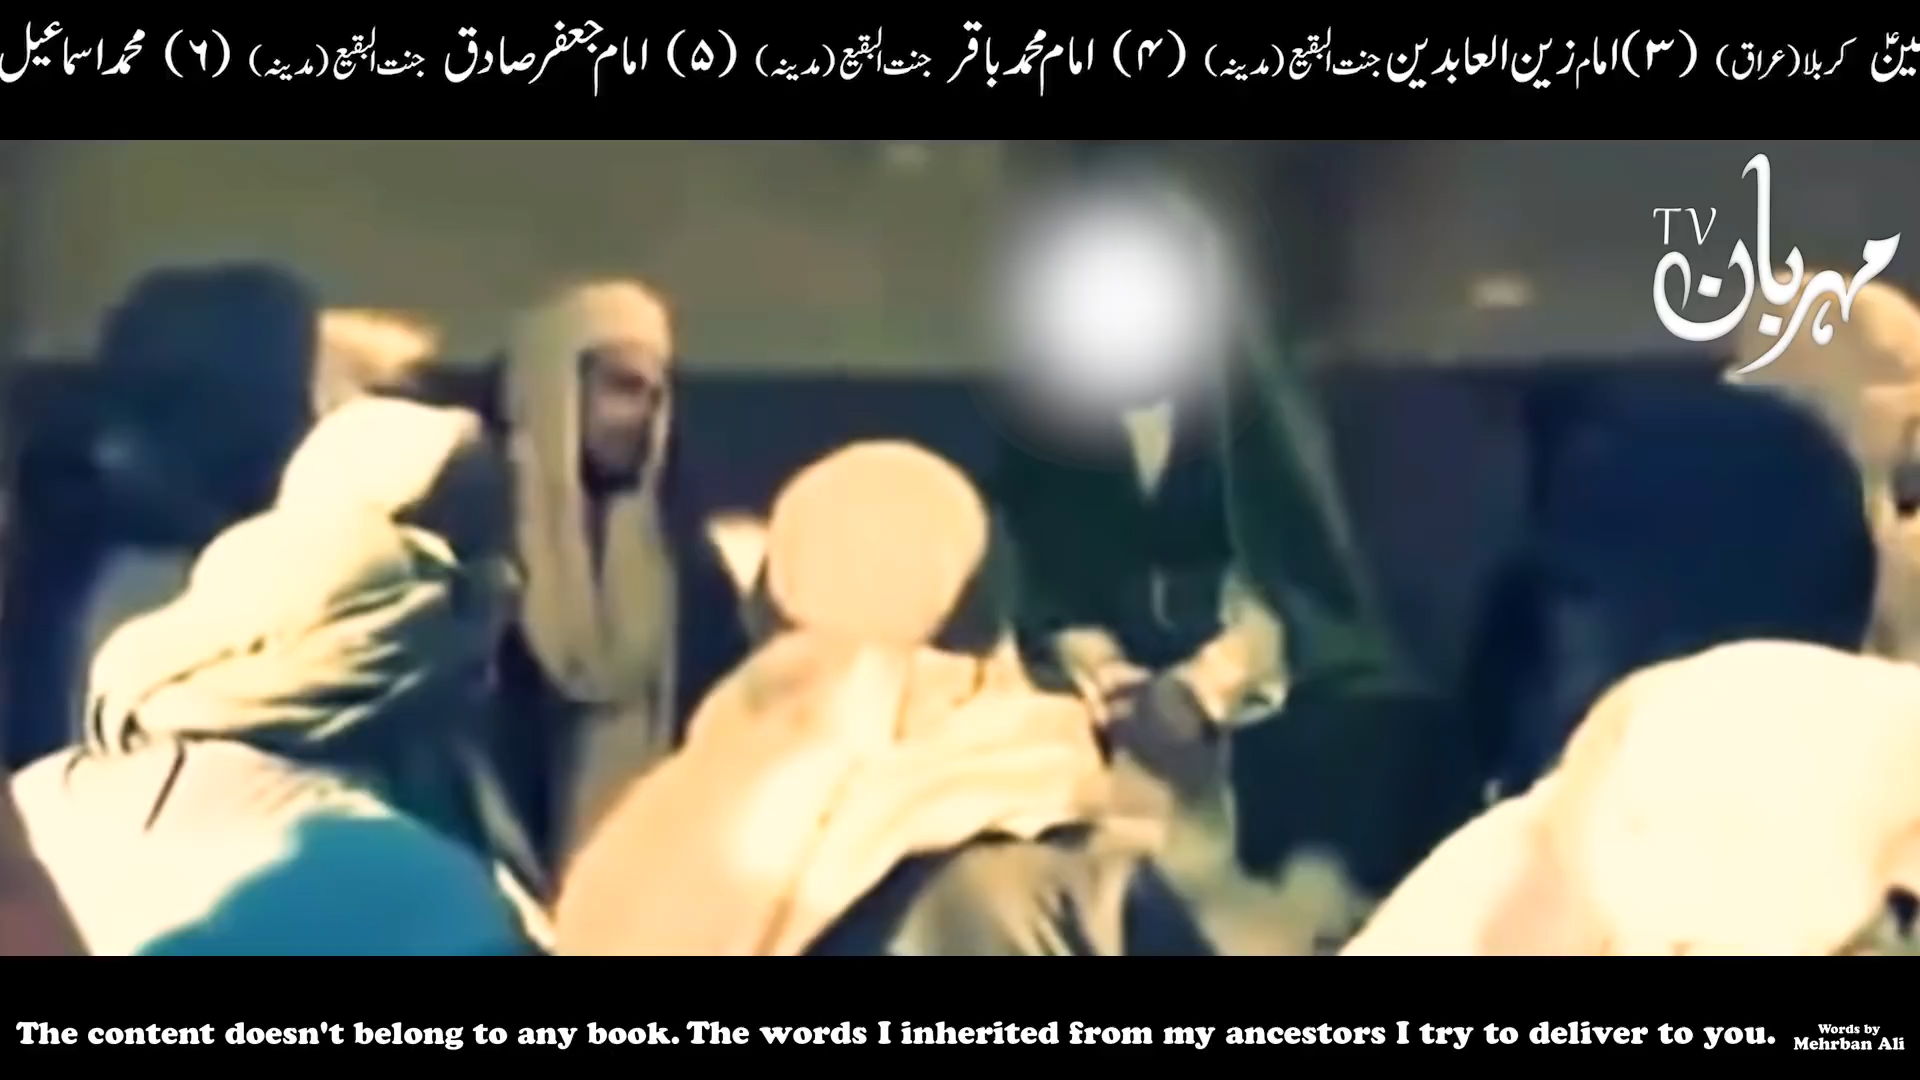 کربلا (عراق) (۳) امام زین العابدین جنت البقیع (مدینہ) (۴) امام محمد باقر جنت البقیع (مدینہ) (۵) امام جعفر صادق جنت البقیع (مدینہ) (۶) محمد اسماعیل
TV
مہربان
The content doesn't belong to any book. The words I inherited from my ancestors I try to deliver to you.
Words by
Mehrban Ali